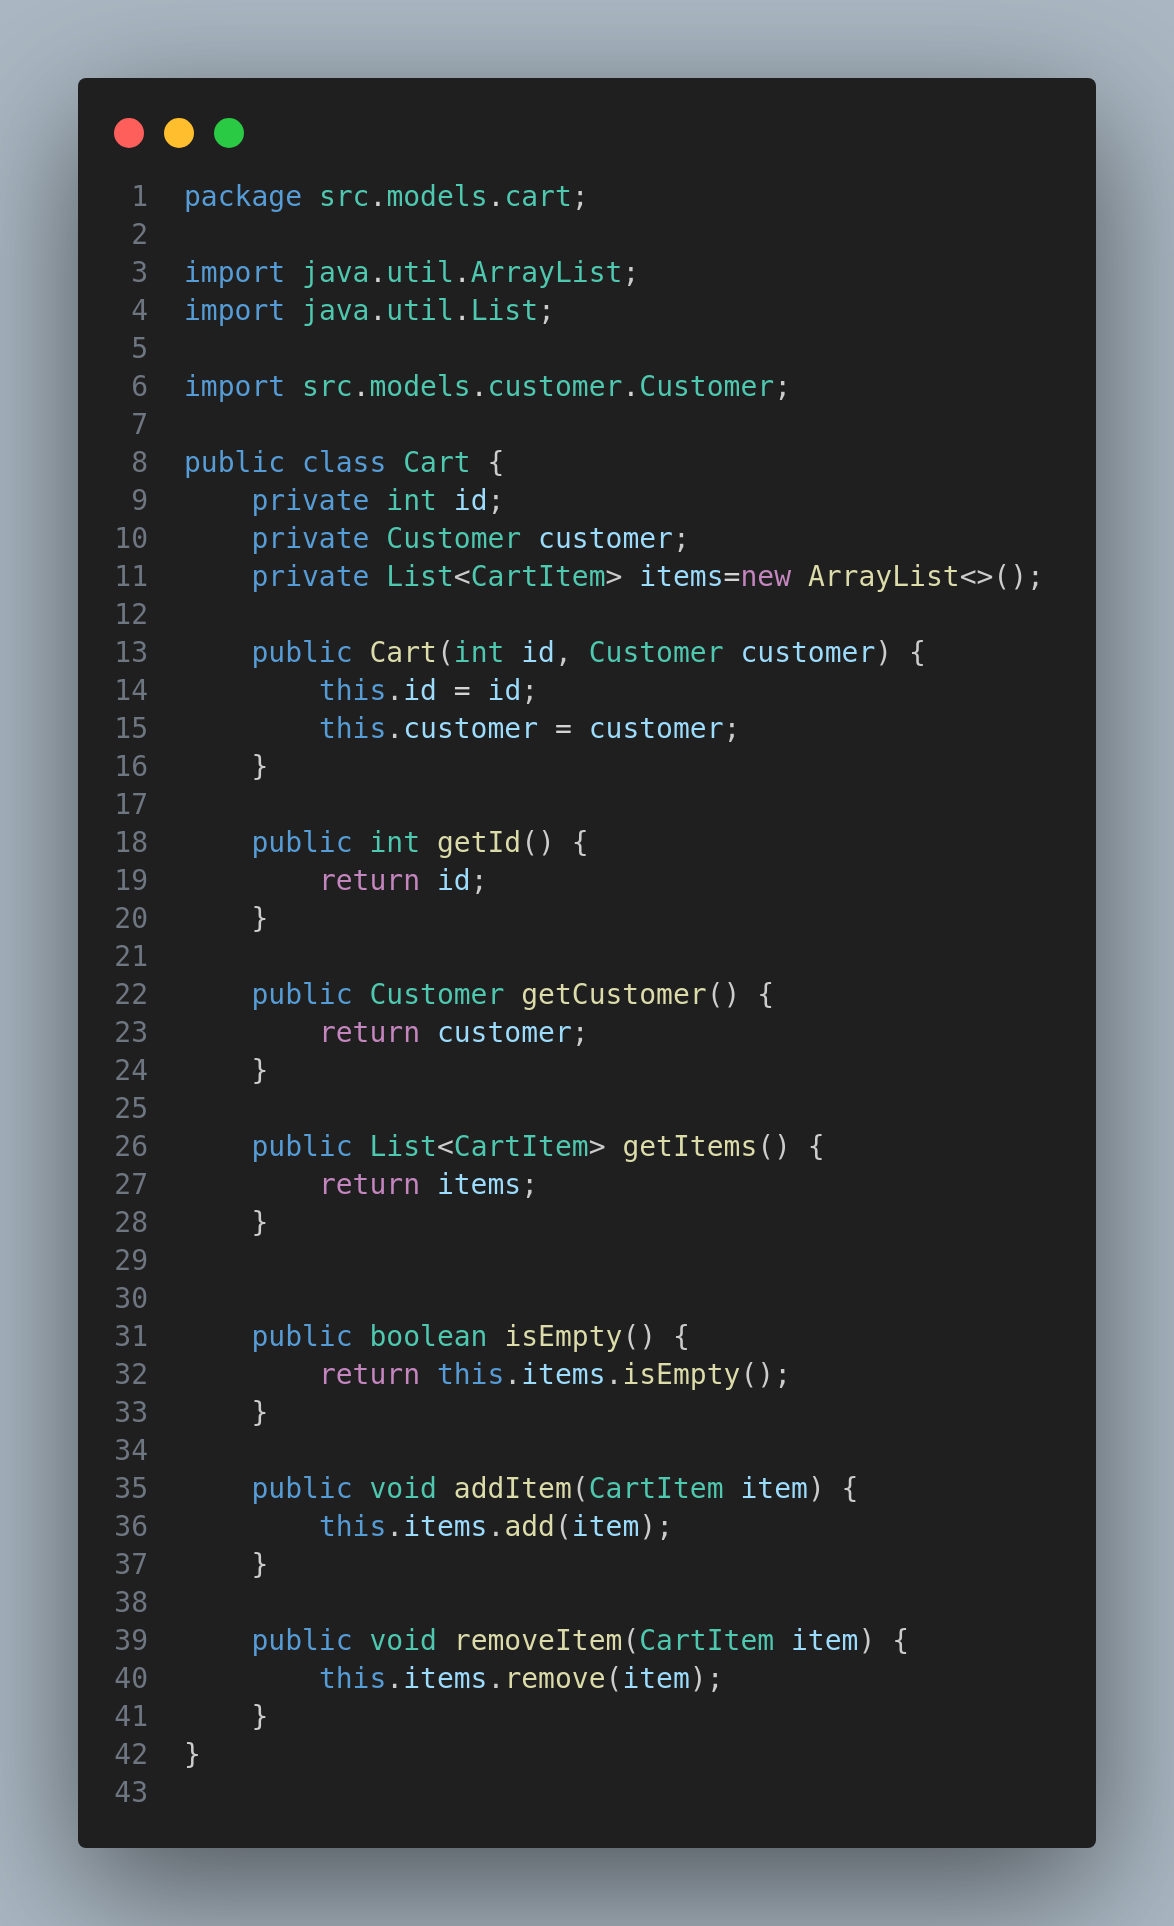 1 package src.models.cart;
2
3 import java.util.ArrayList;
4 import java.util.List;
5
6 import src.models.customer.Customer;
7
8 public class Cart {
9     private int id;
10     private Customer customer;
11     private List<CartItem> items=new ArrayList<>();
12
13     public Cart(int id, Customer customer) {
14         this.id = id;
15         this.customer = customer;
16     }
17
18     public int getId() {
19         return id;
20     }
21
22     public Customer getCustomer() {
23         return customer;
24     }
25
26     public List<CartItem> getItems() {
27         return items;
28     }
29
30
31     public boolean isEmpty() {
32         return this.items.isEmpty();
33     }
34
35     public void addItem(CartItem item) {
36         this.items.add(item);
37     }
38
39     public void removeItem(CartItem item) {
40         this.items.remove(item);
41     }
42 }
43